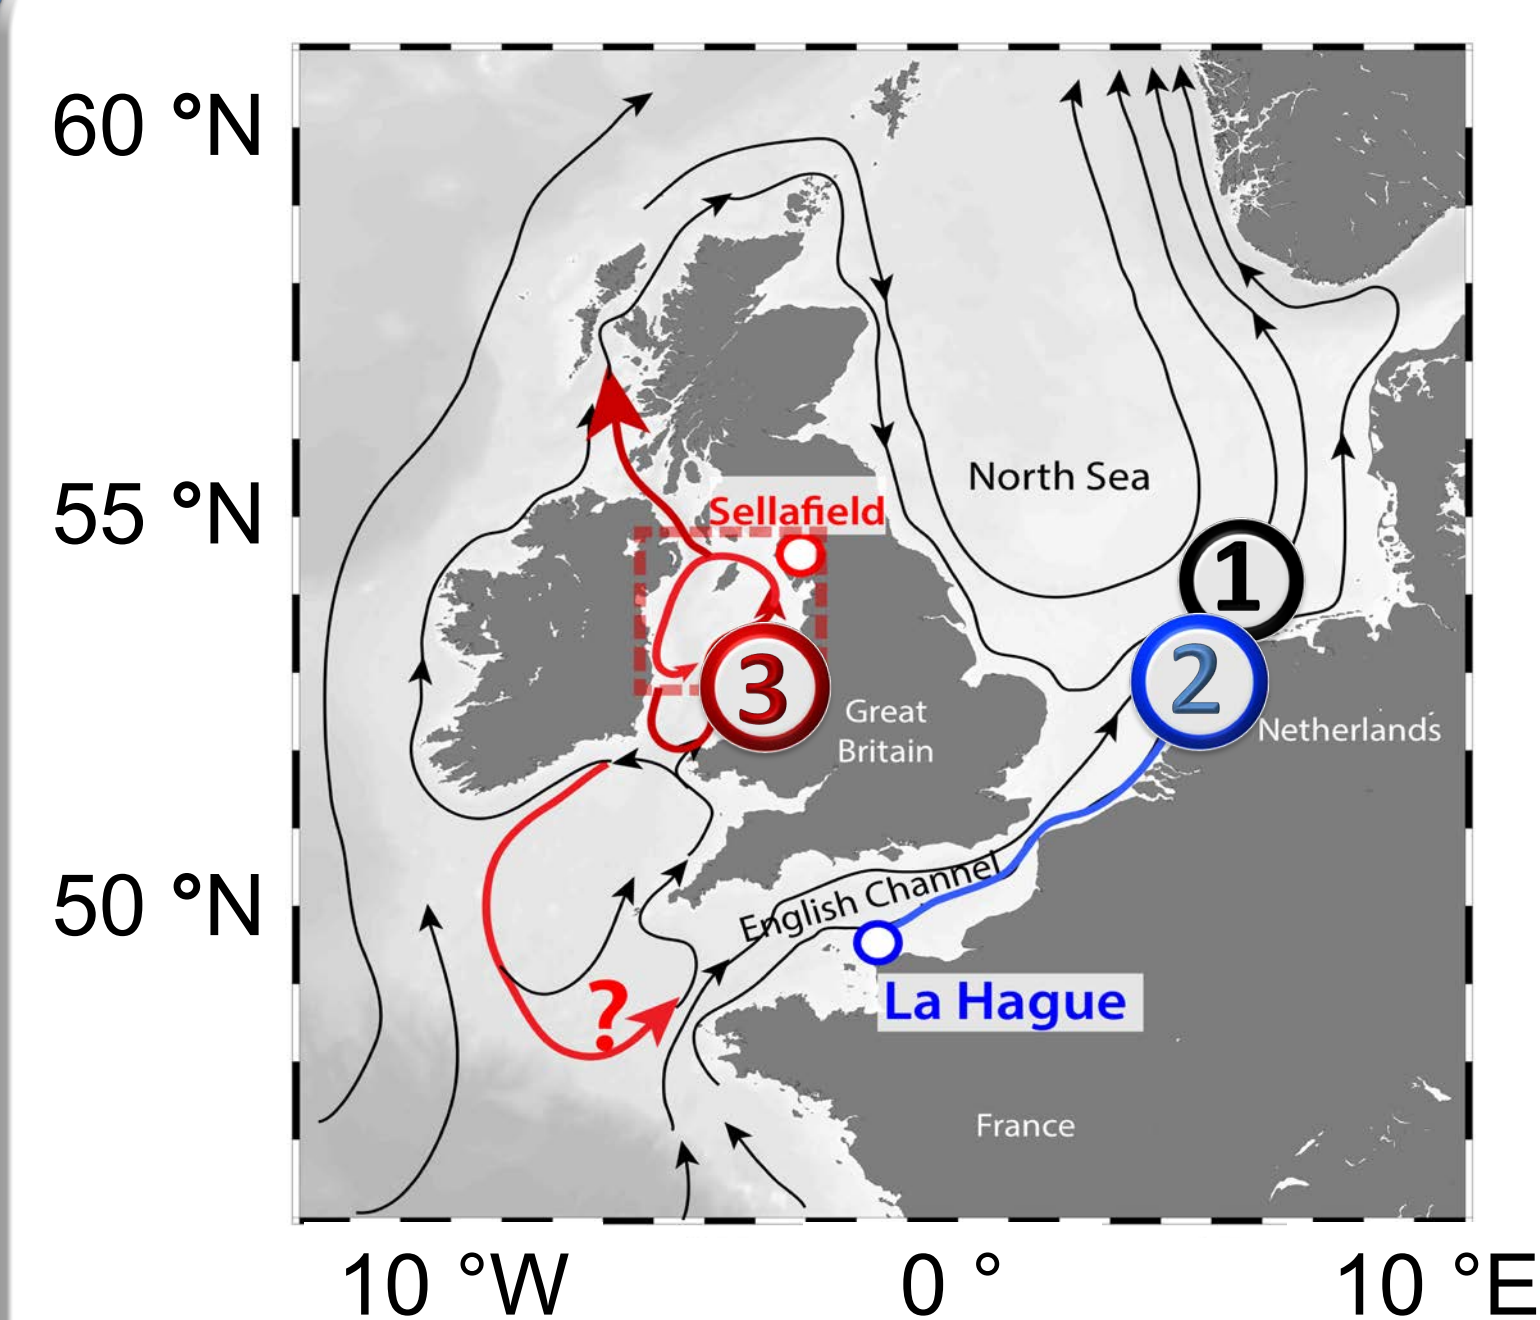 60 °N
55 °N
50 °N
North Sea
Sellafield
1
2
3
Great
Britain
Netherlands
English Channel
?
La Hague
France
10 °W
0 °
10 °E